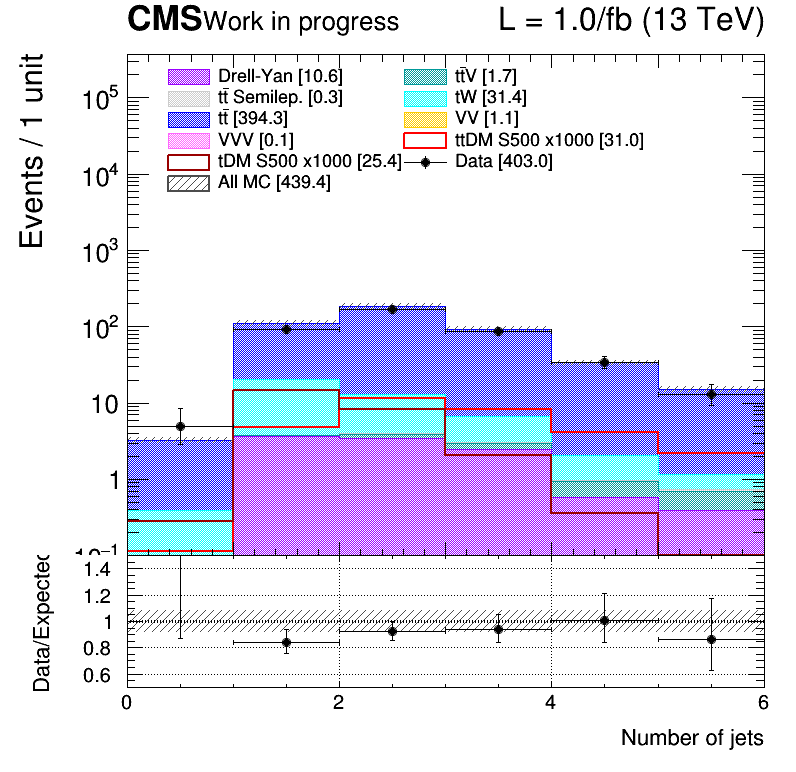 CMS Work in progress L = 1.0/fb (13 TeV)
Events / 1 unit
Drell-Yan [10.6] tt̄V [1.7]
tt̄ Semilep. [0.3] tW [31.4]
tt̄ [394.3] VV [1.1]
VVV [0.1] ttDM S500 x1000 [31.0]
tDM S500 x1000 [25.4] Data [403.0]
All MC [439.4]
10⁵
10⁴
10³
10²
10
1
10⁻¹
Data/Expected
1.4
1.2
1
0.8
0.6
0 2 4 6
Number of jets